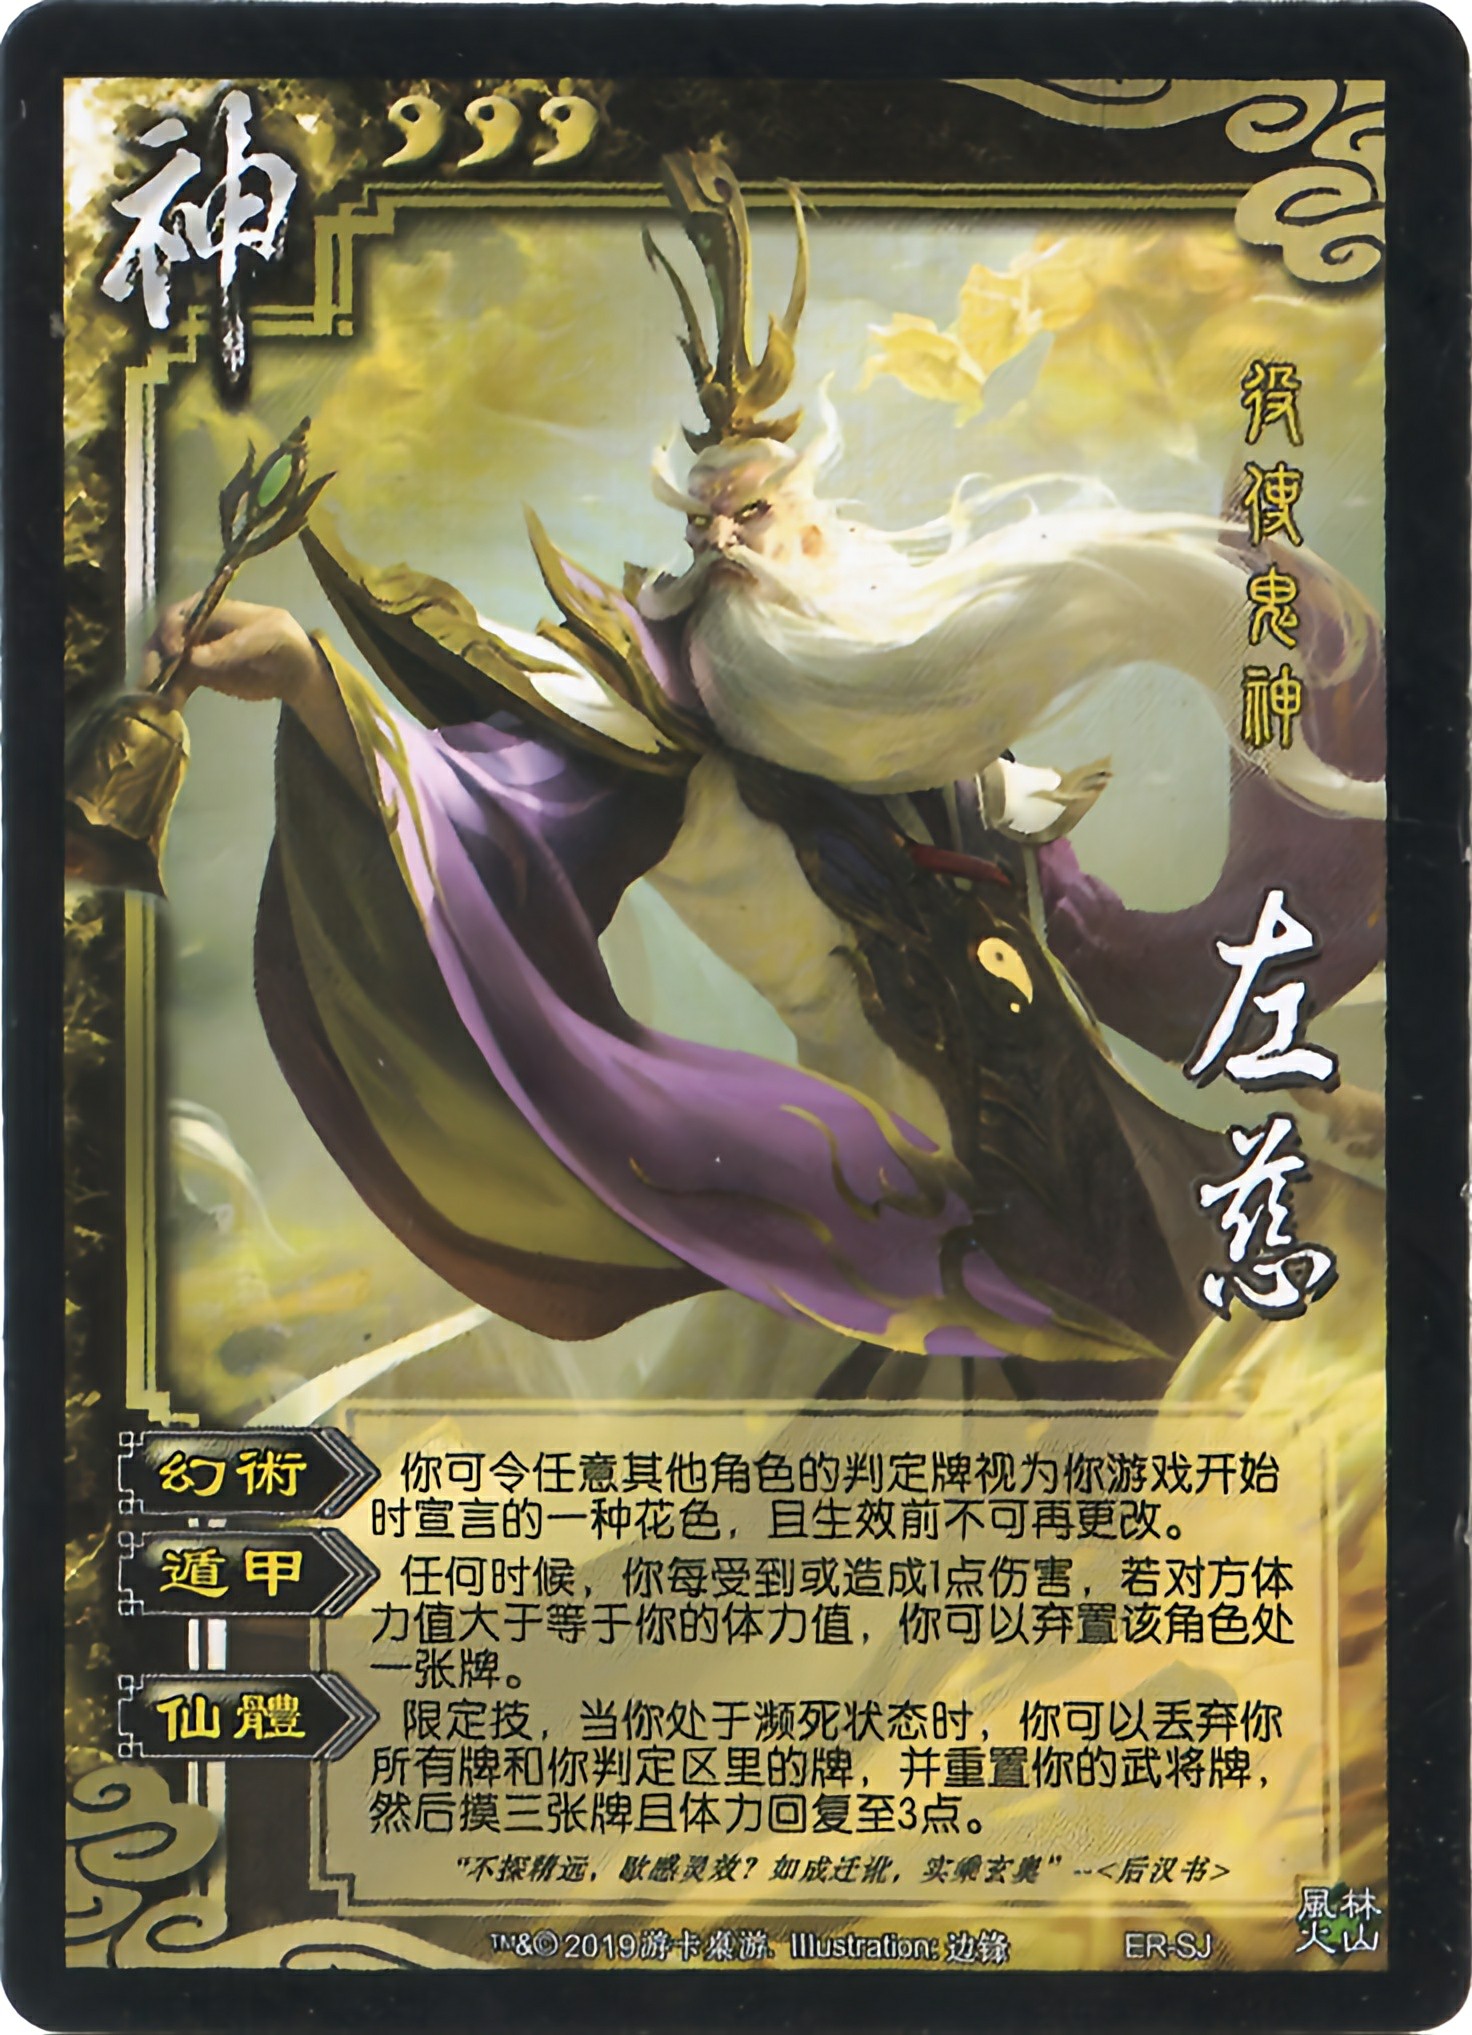 神
役使鬼神
左慈
幻術
你可令任意其他角色的判定牌视为你游戏开始
时宣言的一种花色，且生效前不可再更改。
遁甲
任何时候，你每受到或造成1点伤害，若对方体
力值大于等于你的体力值，你可以弃置该角色处
一张牌。
仙體
限定技，当你处于濒死状态时，你可以丢弃你
所有牌和你判定区里的牌，并重置你的武将牌，
然后摸三张牌且体力回复至3点。
“不探精远，曷感灵效？如成迁讹，实乘玄奥”--<后汉书>
™&©2019游卡桌游. Illustration: 边锋
ER-SJ
風林
火山